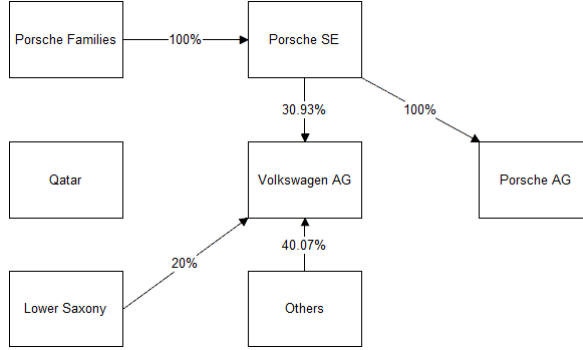 Porsche Families
100%
Porsche SE
30.93%
100%
Qatar
Volkswagen AG
Porsche AG
20%
40.07%
Lower Saxony
Others